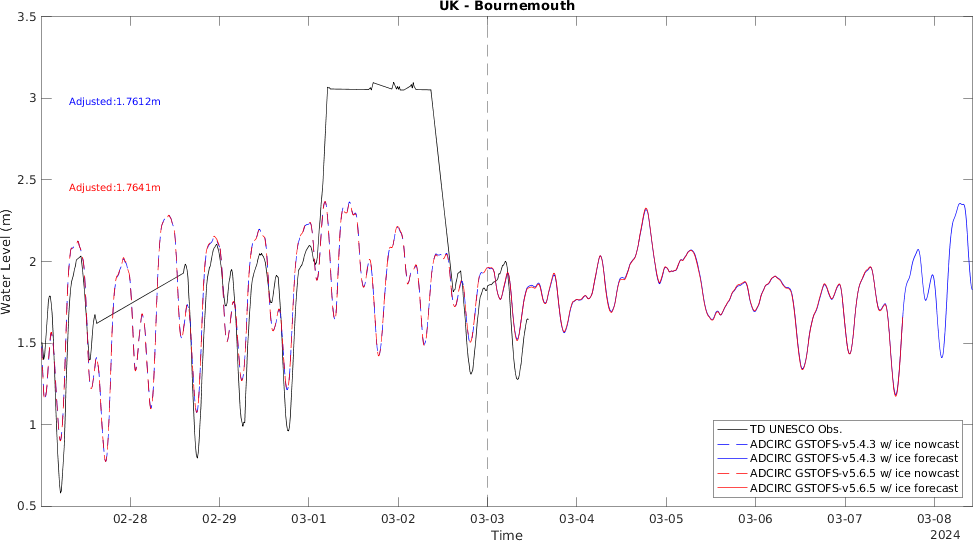 UK - Bournemouth
3.5
3
2.5
2
1.5
1
0.5
Water Level (m)
Adjusted:1.7612m
Adjusted:1.7641m
TD UNESCO Obs.
ADCIRC GSTOFS-v5.4.3 w/ ice nowcast
ADCIRC GSTOFS-v5.4.3 w/ ice forecast
ADCIRC GSTOFS-v5.6.5 w/ ice nowcast
ADCIRC GSTOFS-v5.6.5 w/ ice forecast
02-28 02-29 03-01 03-02 03-03 03-04 03-05 03-06 03-07 03-08
2024
Time